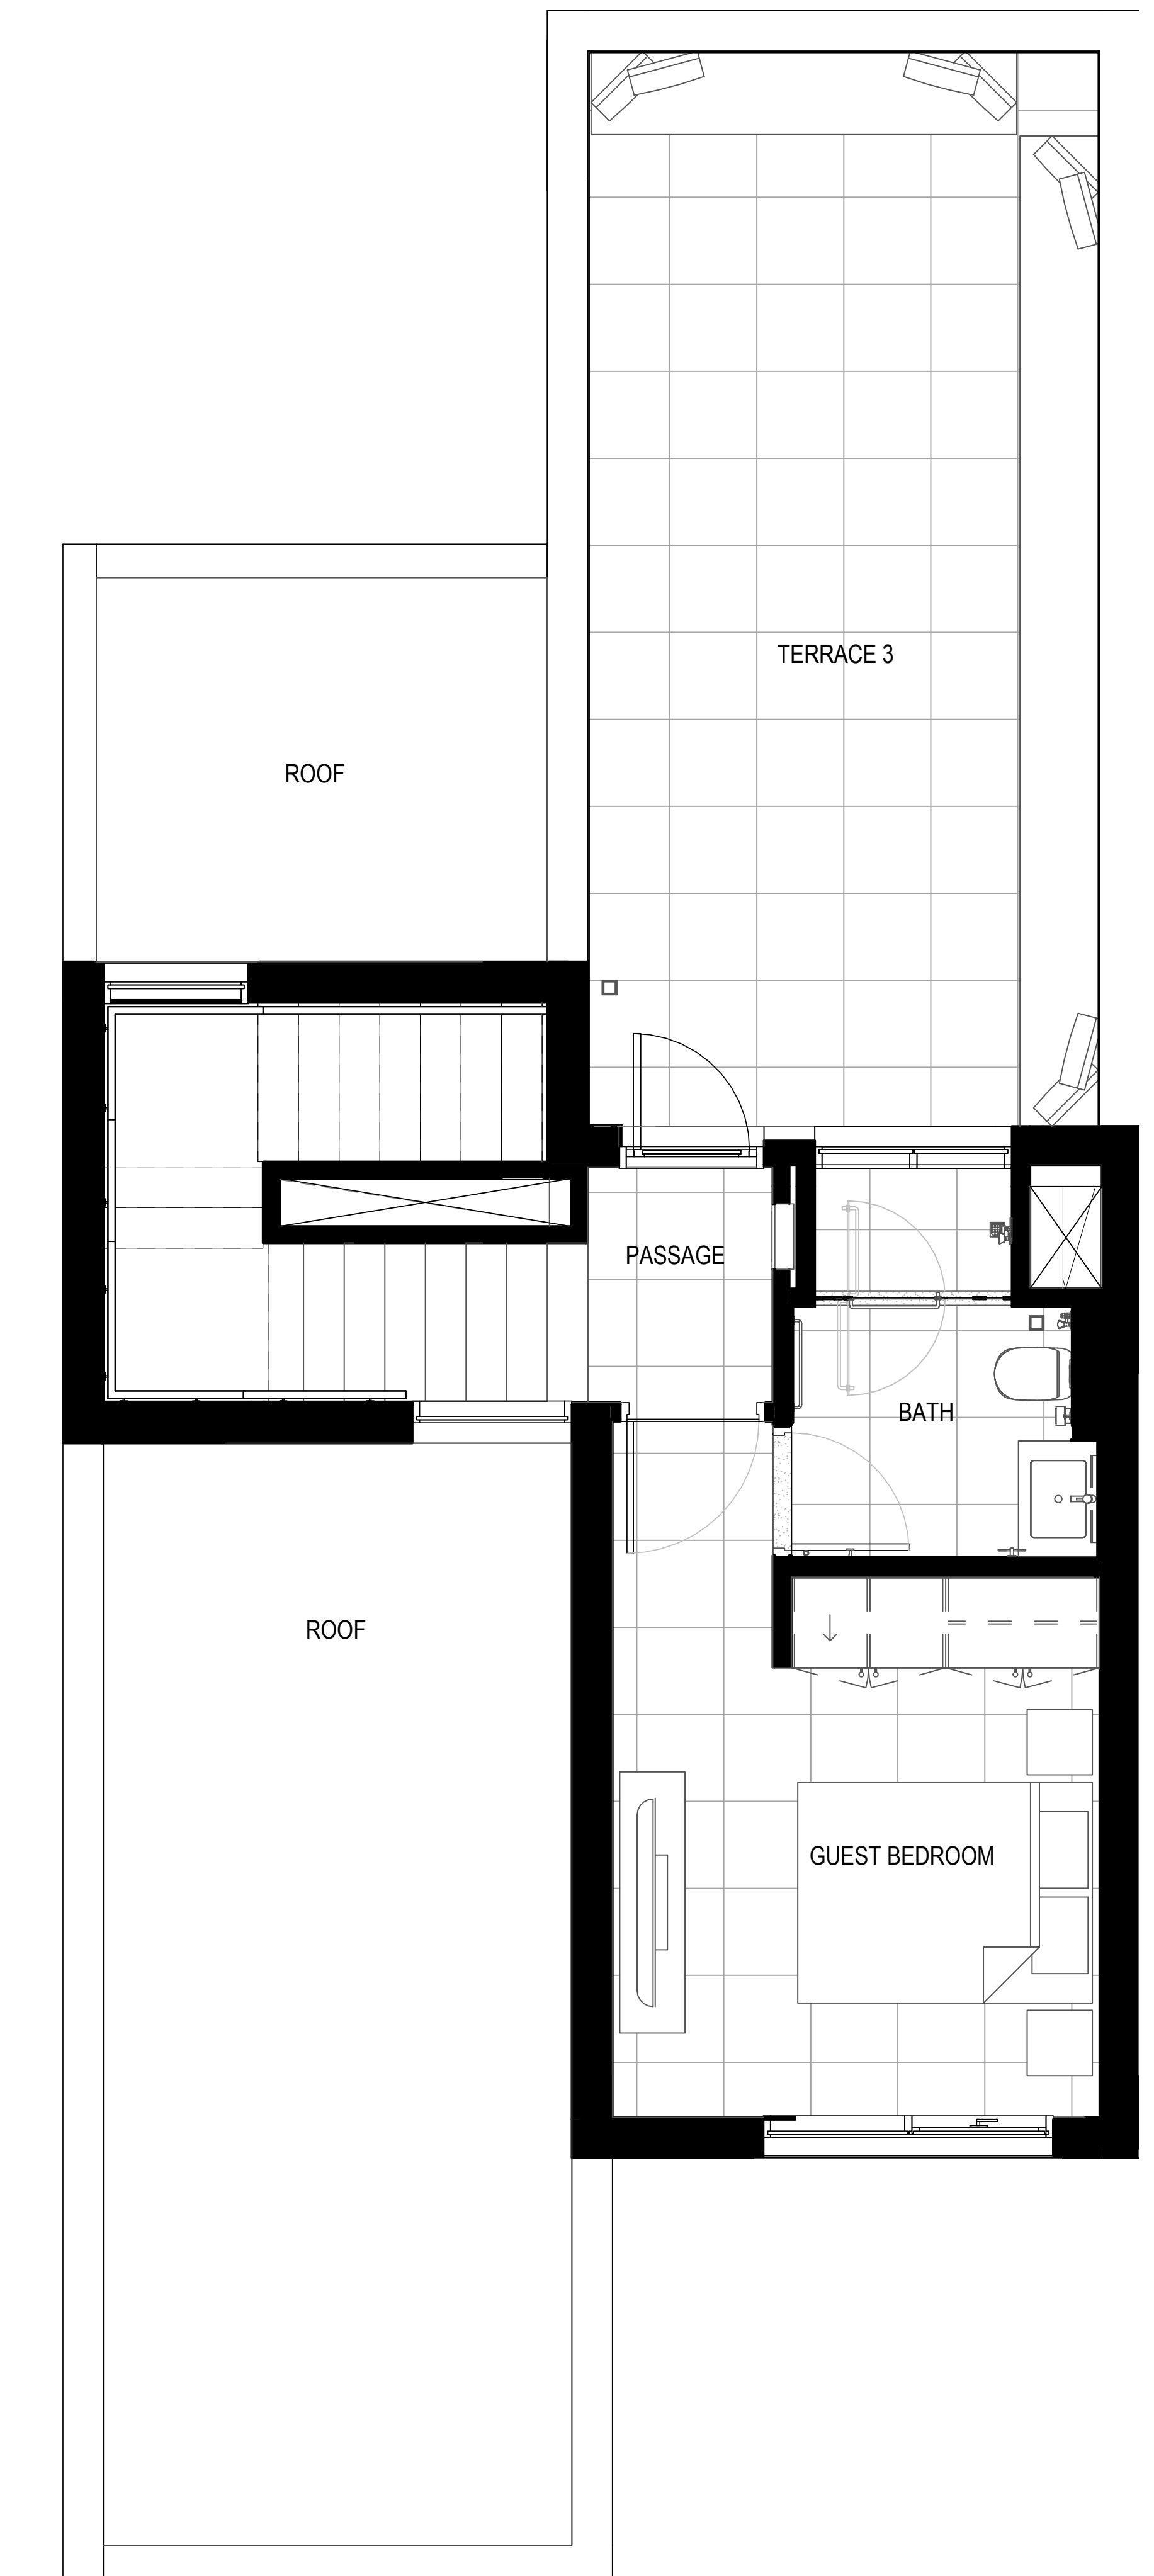 TERRACE 3
ROOF
PASSAGE
BATH
ROOF
GUEST BEDROOM